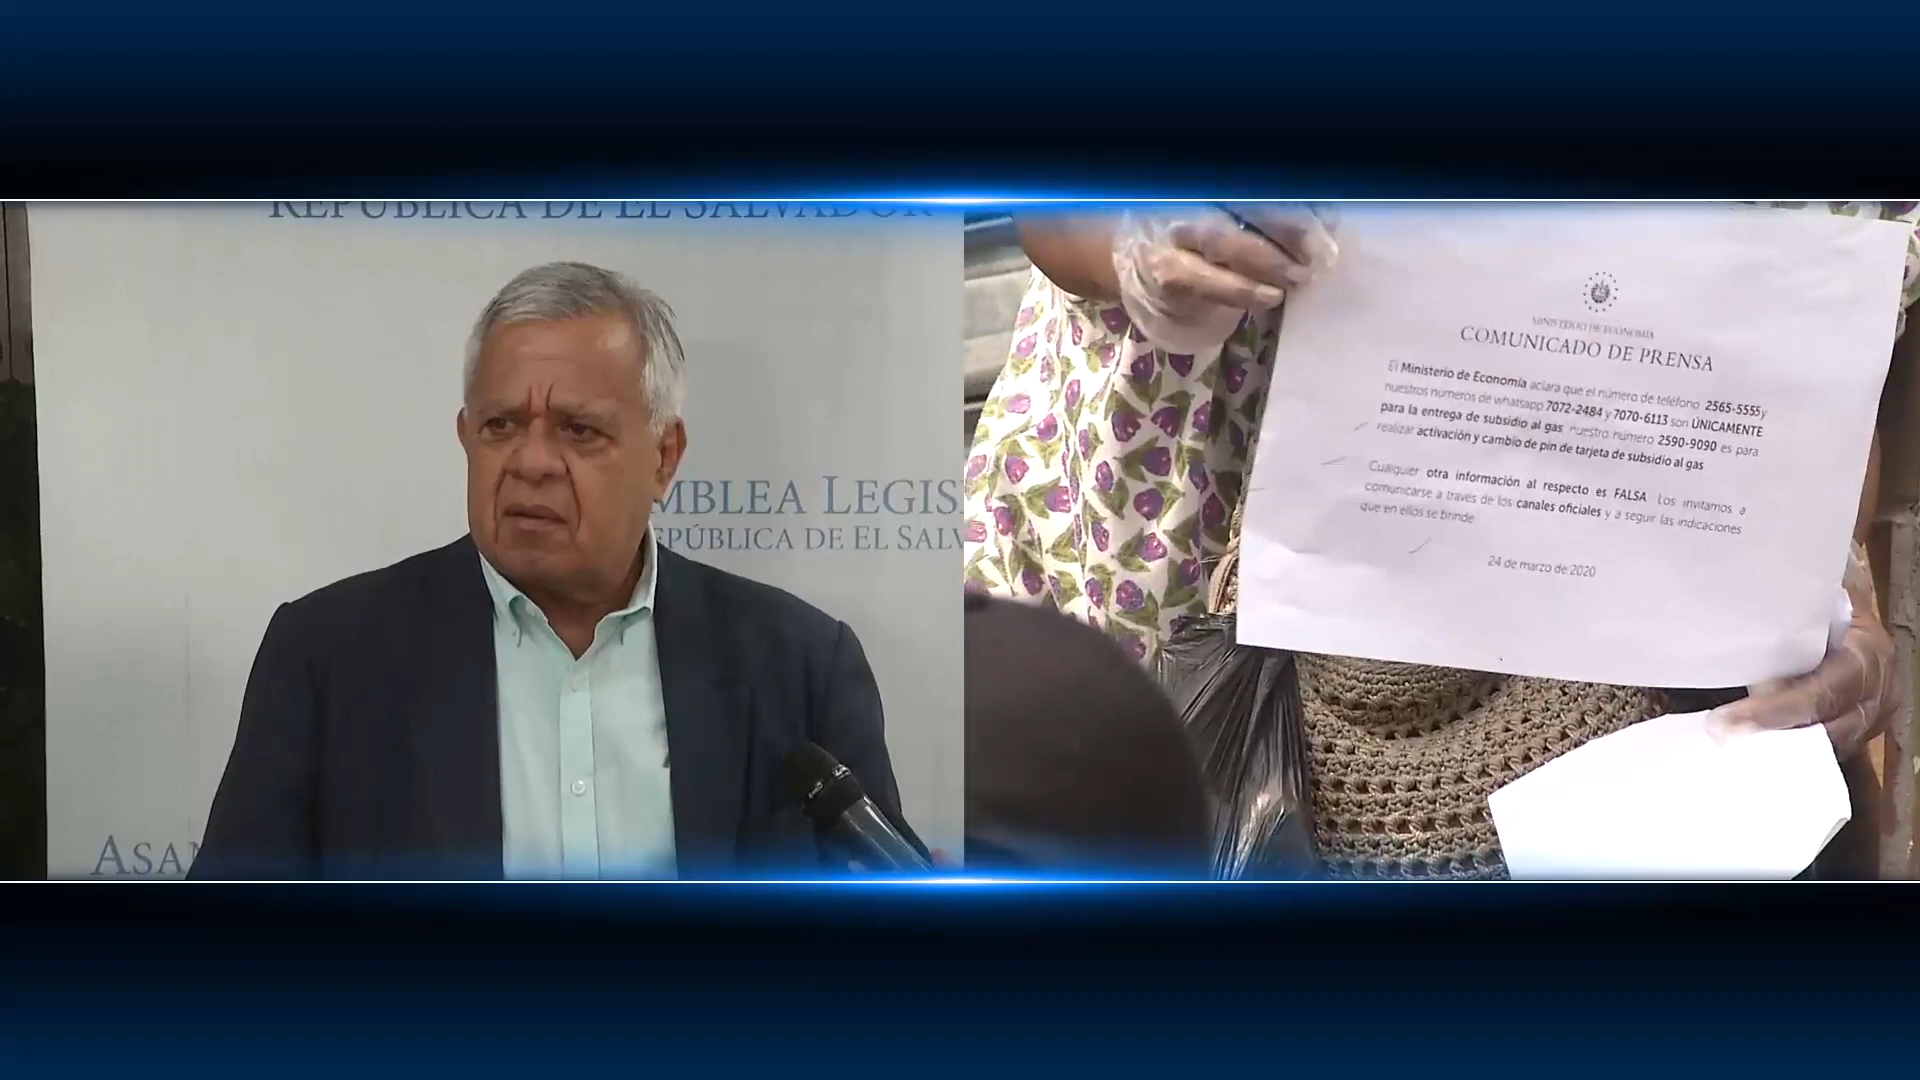 REPÚBLICA DE EL SALVADOR
MBLEA LEGIS
EPÚBLICA DE EL SALV
ASAM
MINISTERIO DE ECONOMÍA
COMUNICADO DE PRENSA
El Ministerio de Economía aclara que el número de teléfono 2565-5555 y
nuestros números de whatsapp 7072-2484 y 7070-6113 son ÚNICAMENTE
para la entrega de subsidio al gas, nuestro número 2590-9090 es para
realizar activación y cambio de pin de tarjeta de subsidio al gas
Cualquier otra información al respecto es FALSA. Los invitamos a
comunicarse a través de los canales oficiales y a seguir las indicaciones
que en ellos se brinde
24 de marzo de 2020